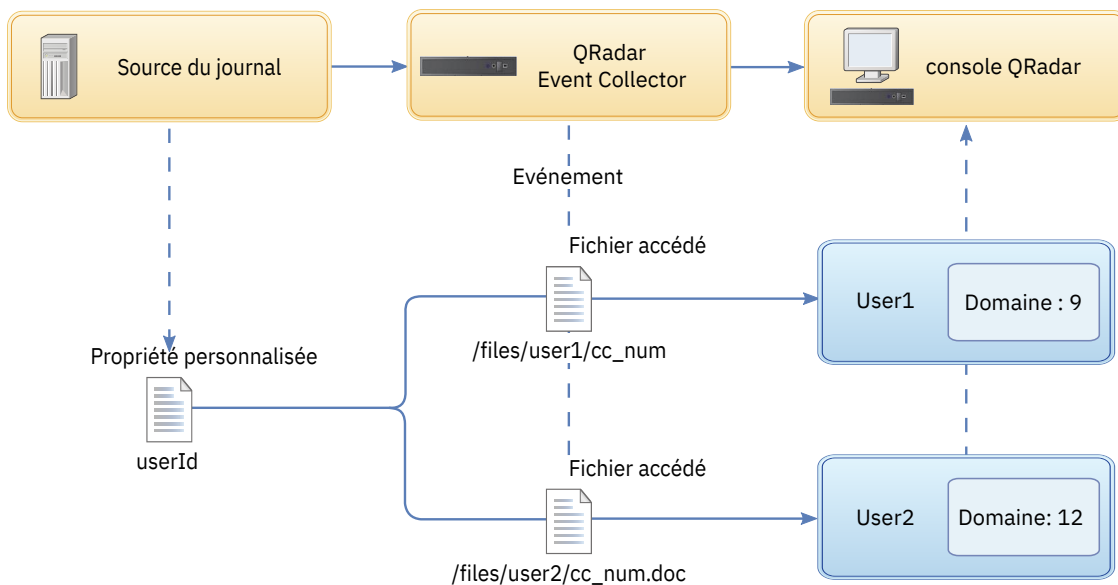 Source du journal
QRadar
Event Collector
console QRadar
Evénement
Fichier accédé
/files/user1/cc_num
User1
Domaine : 9
Propriété personnalisée
userId
Fichier accédé
/files/user2/cc_num.doc
User2
Domaine: 12